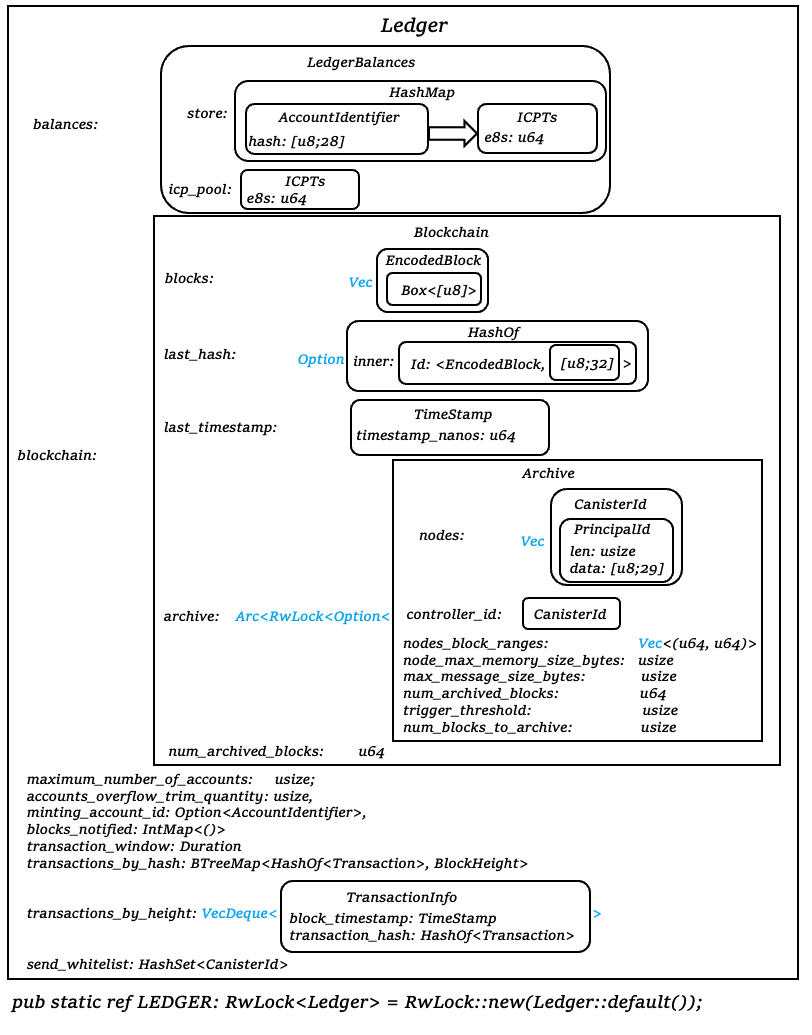 Ledger
LedgerBalances
HashMap
balances:
store:
AccountIdentifier
hash: [u8;28]
ICPTs
e8s: u64
icp_pool:
ICPTs
e8s: u64
Blockchain
blocks:
Vec
EncodedBlock
Box<[u8]>
last_hash:
Option
HashOf
inner:
Id: <EncodedBlock, [u8;32] >
last_timestamp:
TimeStamp
timestamp_nanos: u64
blockchain:
Archive
nodes:
Vec
CanisterId
PrincipalId
len: usize
data: [u8;29]
archive: Arc<RwLock<Option<
controller_id: CanisterId
nodes_block_ranges: Vec<(u64, u64)>
node_max_memory_size_bytes: usize
max_message_size_bytes: usize
num_archived_blocks: u64
trigger_threshold: usize
num_blocks_to_archive: usize
num_archived_blocks: u64
maximum_number_of_accounts: usize;
accounts_overflow_trim_quantity: usize,
minting_account_id: Option<AccountIdentifier>,
blocks_notified: IntMap<()>
transaction_window: Duration
transactions_by_hash: BTreeMap<HashOf<Transaction>, BlockHeight>
transactions_by_height: VecDeque<
TransactionInfo
block_timestamp: TimeStamp
transaction_hash: HashOf<Transaction>
>
send_whitelist: HashSet<CanisterId>
pub static ref LEDGER: RwLock<Ledger> = RwLock::new(Ledger::default());